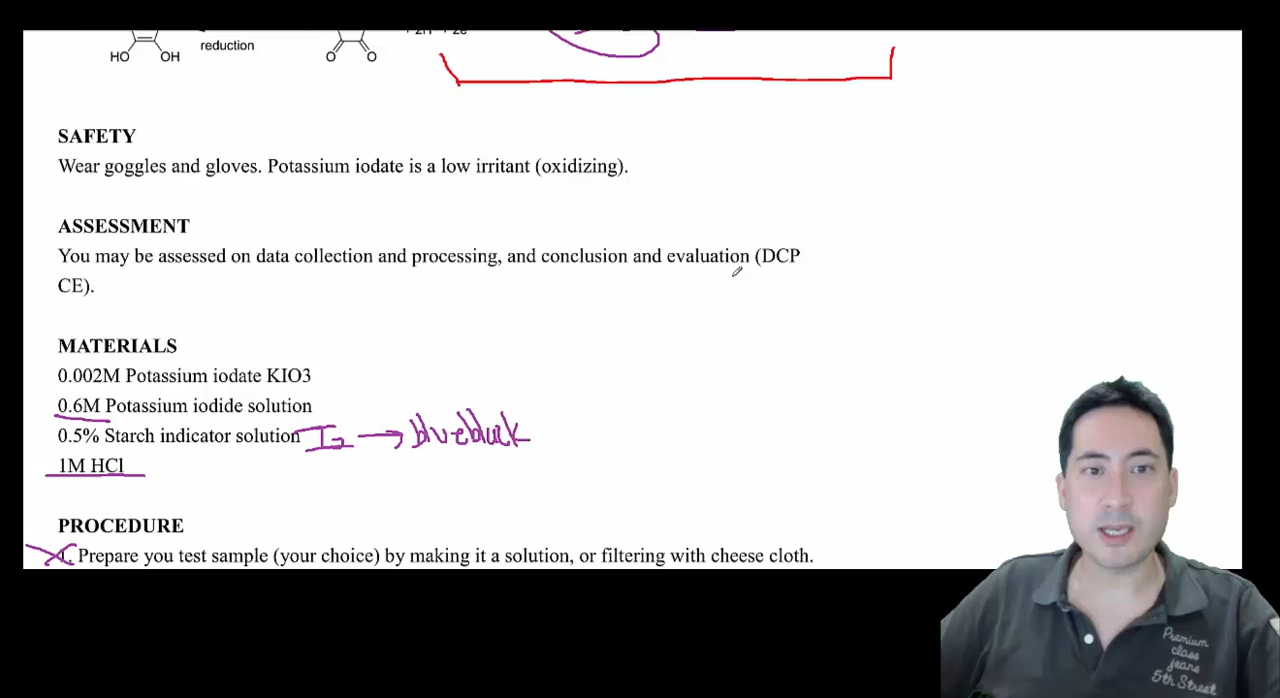 HO OH
reduction
O O
SAFETY
Wear goggles and gloves. Potassium iodate is a low irritant (oxidizing).
ASSESSMENT
You may be assessed on data collection and processing, and conclusion and evaluation (DCP
CE).
MATERIALS
0.002M Potassium iodate KIO3
0.6M Potassium iodide solution
0.5% Starch indicator solution I2 → blueblack
1M HCl
PROCEDURE
1. Prepare you test sample (your choice) by making it a solution, or filtering with cheese cloth.
Premium
class
jeans
5th Street